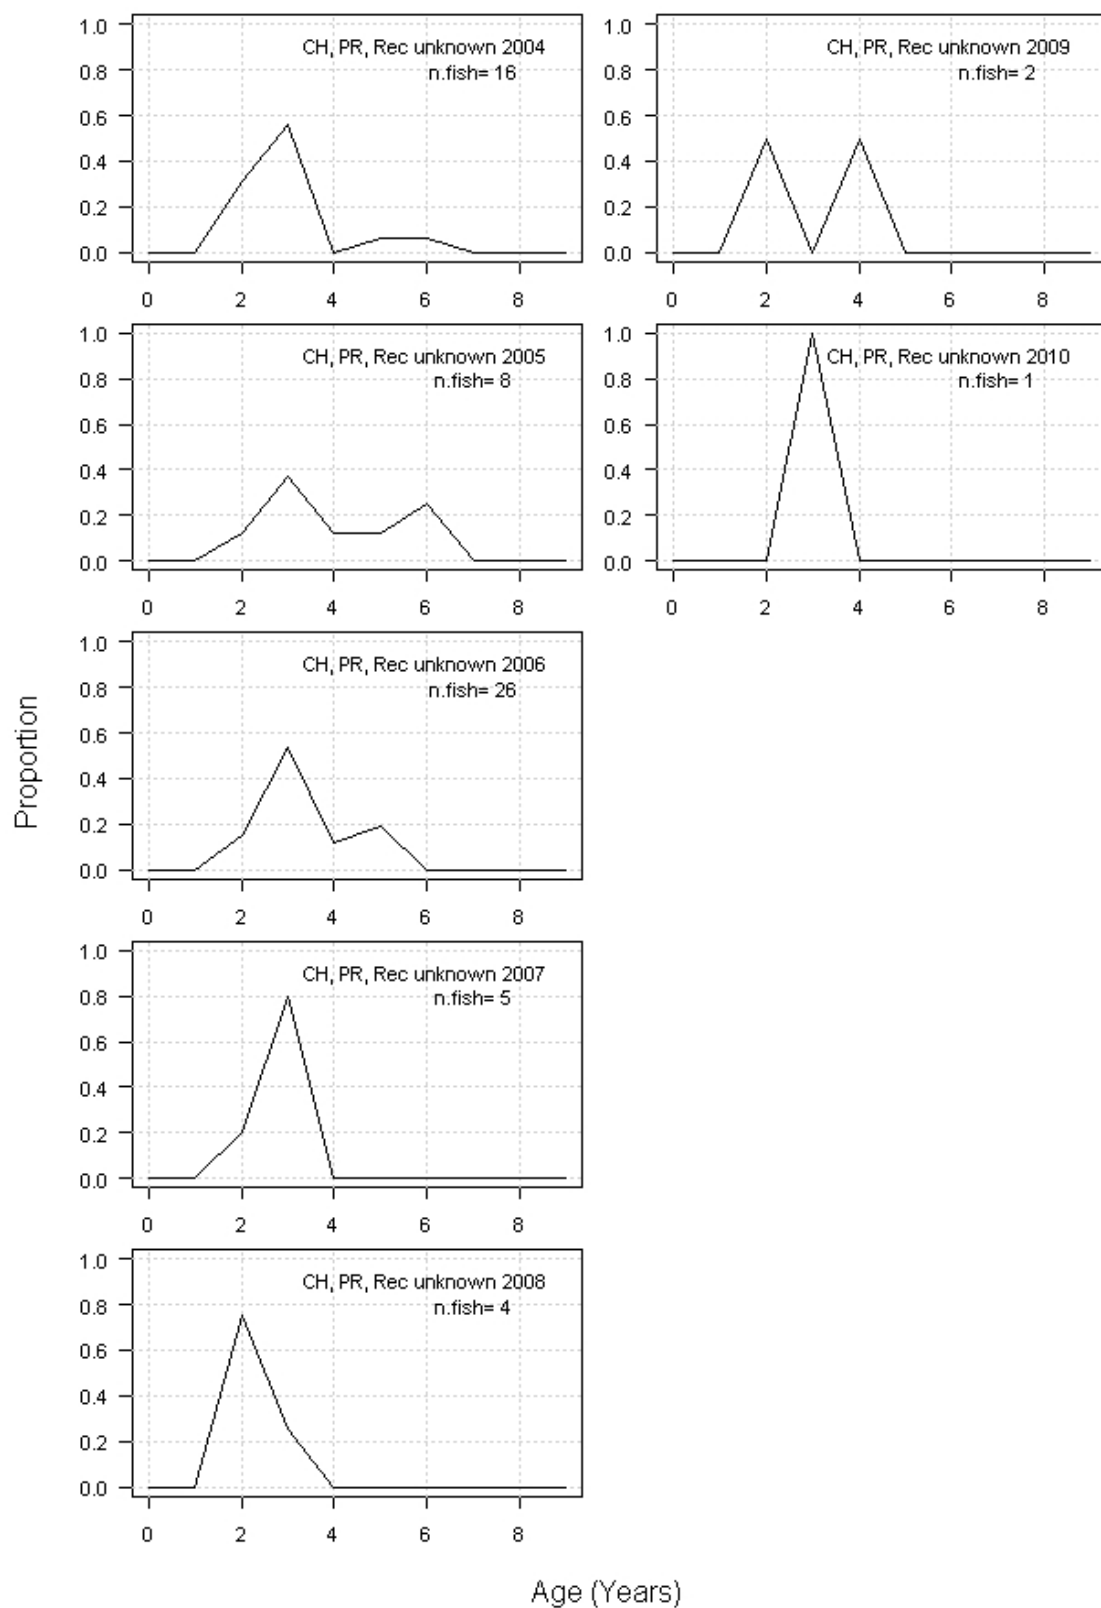 CH, PR, Rec unknown 2004
n.fish= 16
1.0
0.8
0.6
0.4
0.2
0.0
0 2 4 6 8
CH, PR, Rec unknown 2005
n.fish= 8
1.0
0.8
0.6
0.4
0.2
0.0
0 2 4 6 8
CH, PR, Rec unknown 2006
n.fish= 26
1.0
0.8
0.6
0.4
0.2
0.0
0 2 4 6 8
CH, PR, Rec unknown 2007
n.fish= 5
1.0
0.8
0.6
0.4
0.2
0.0
0 2 4 6 8
CH, PR, Rec unknown 2008
n.fish= 4
1.0
0.8
0.6
0.4
0.2
0.0
0 2 4 6 8
CH, PR, Rec unknown 2009
n.fish= 2
1.0
0.8
0.6
0.4
0.2
0.0
0 2 4 6 8
CH, PR, Rec unknown 2010
n.fish= 1
1.0
0.8
0.6
0.4
0.2
0.0
0 2 4 6 8
Proportion
Age (Years)